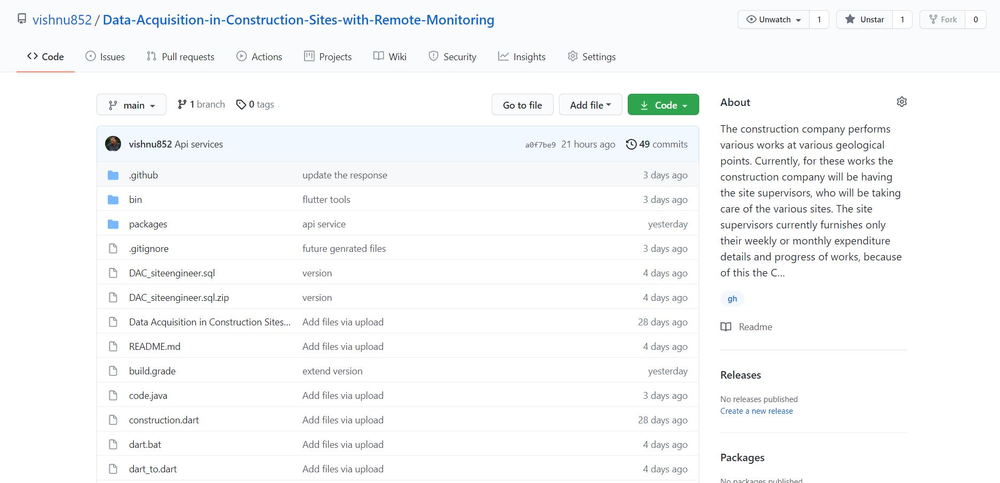 vishnu852 / Data-Acquisition-in-Construction-Sites-with-Remote-Monitoring
Unwatch 1 Unstar 1 Fork 0
Code Issues Pull requests Actions Projects Wiki Security Insights Settings
main 1 branch 0 tags Go to file Add file Code
vishnu852 Api services a0f7be9 21 hours ago 49 commits
.github update the response 3 days ago
bin flutter tools 3 days ago
packages api service yesterday
.gitignore future genrated files 3 days ago
DAC_siteengineer.sql version 4 days ago
DAC_siteengineer.sql.zip version 4 days ago
Data Acquisition in Construction Sites... Add files via upload 28 days ago
README.md Add files via upload 4 days ago
build.grade extend version yesterday
code.java Add files via upload 3 days ago
construction.dart Add files via upload 28 days ago
dart.bat Add files via upload 4 days ago
dart_to.dart Add files via upload 4 days ago
About
The construction company performs
various works at various geological
points. Currently, for these works the
construction company will be having
the site supervisors, who will be taking
care of the various sites. The site
supervisors currently furnishes only
their weekly or monthly expenditure
details and progress of works, because
of this the C...
gh
Readme
Releases
No releases published
Create a new release
Packages
No packages published